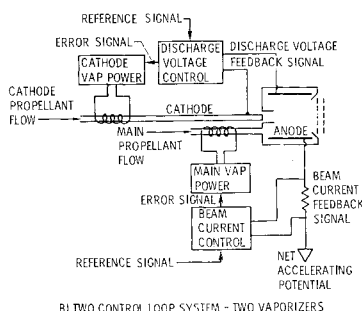 REFERENCE SIGNAL
ERROR SIGNAL
DISCHARGE
VOLTAGE
CONTROL
DISCHARGE VOLTAGE
FEEDBACK SIGNAL
CATHODE
VAP POWER
CATHODE
PROPELLANT
FLOW
CATHODE
MAIN
PROPELLANT
FLOW
ANODE
MAIN VAP
POWER
ERROR SIGNAL
BEAM
CURRENT
CONTROL
BEAM
CURRENT
FEEDBACK
SIGNAL
REFERENCE SIGNAL
NET
ACCELERATING
POTENTIAL
B) TWO CONTROL LOOP SYSTEM - TWO VAPORIZERS